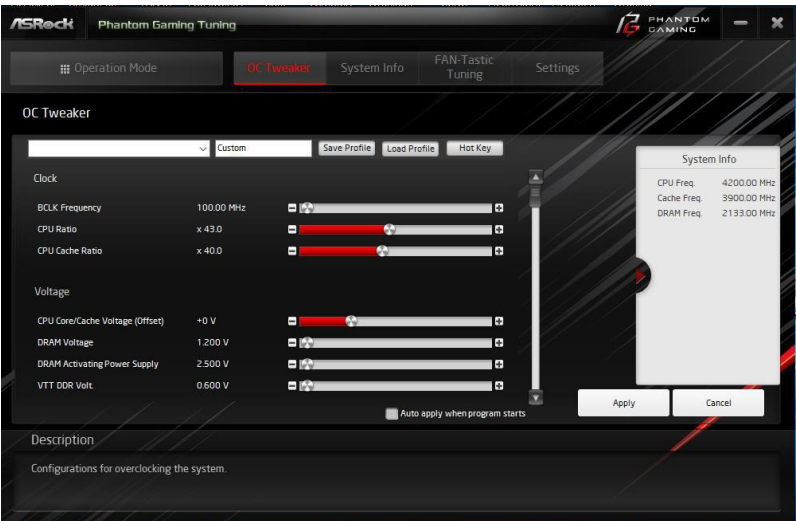 ASRock Phantom Gaming Tuning PHANTOM GAMING
Operation Mode OC Tweaker System Info FAN-Tastic Tuning Settings
OC Tweaker
Custom Save Profile Load Profile Hot Key
Clock
BCLK Frequency 100.00 MHz
CPU Ratio x 43.0
CPU Cache Ratio x 40.0
Voltage
CPU Core/Cache Voltage (Offset) +0 V
DRAM Voltage 1.200 V
DRAM Activating Power Supply 2.500 V
VTT DDR Volt. 0.600 V
Auto apply when program starts
System Info
CPU Freq. 4200.00 MHz
Cache Freq. 3900.00 MHz
DRAM Freq. 2133.00 MHz
Apply Cancel
Description
Configurations for overclocking the system.